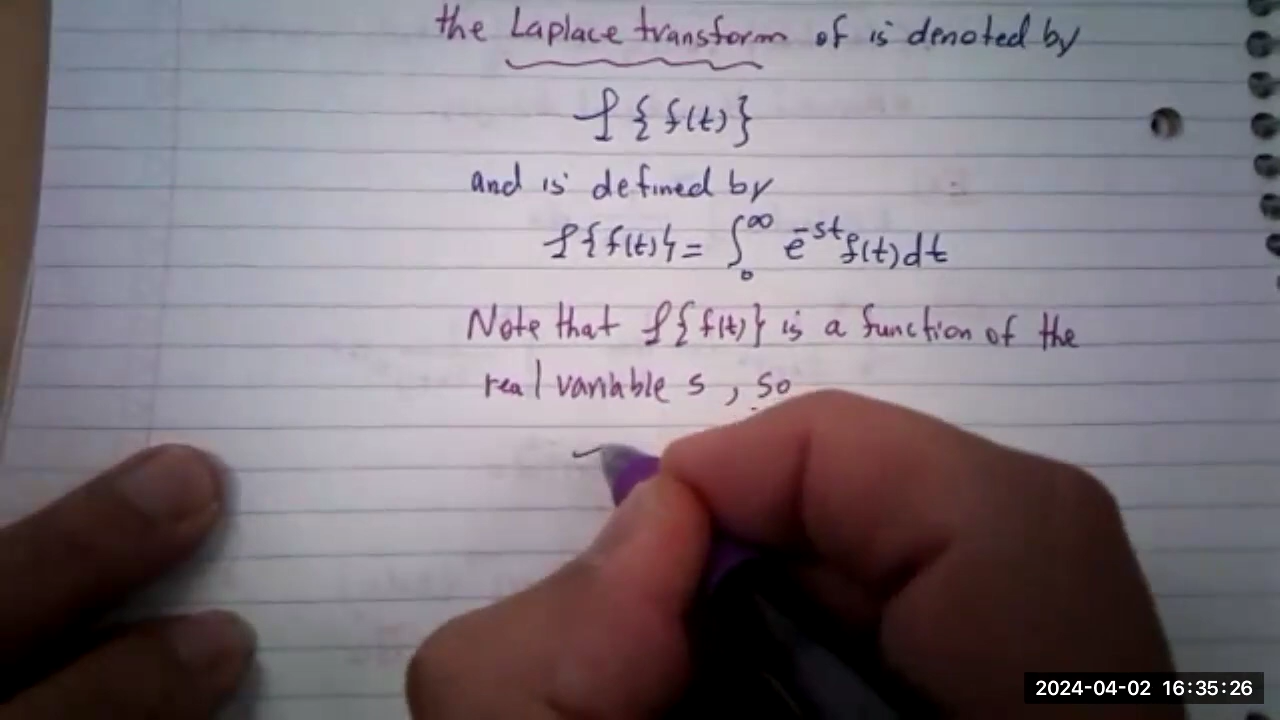 the Laplace transform of is denoted by
ℒ{f(t)}
and is defined by
ℒ{f(t)} = ∫₀^∞ e^{-st} f(t) dt
Note that ℒ{f(t)} is a function of the
real variable s, so
2024-04-02 16:35:26